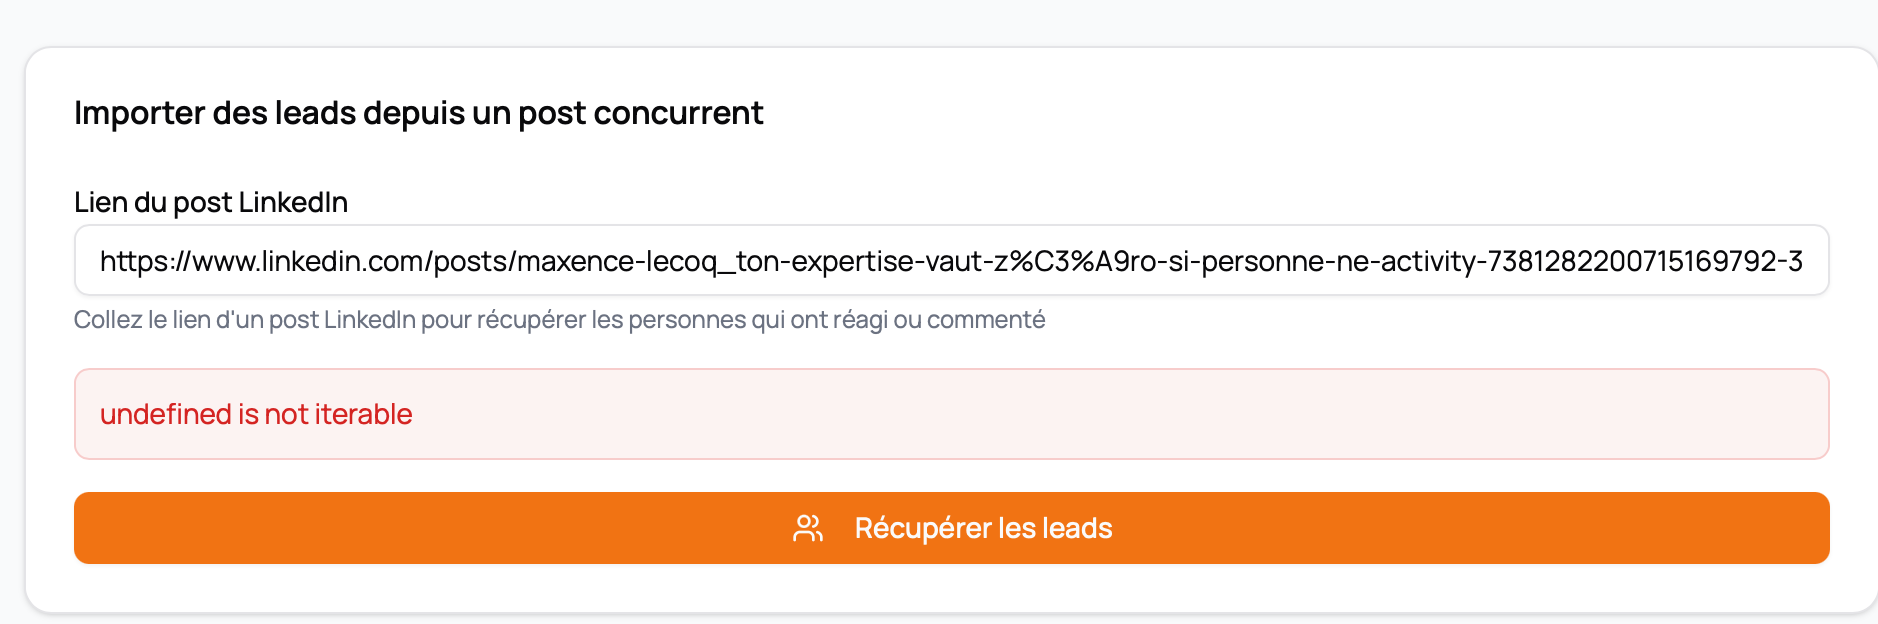 Importer des leads depuis un post concurrent
Lien du post LinkedIn
https://www.linkedin.com/posts/maxence-lecoq_ton-expertise-vaut-z%C3%A9ro-si-personne-ne-activity-7381282200715169792-3
Collez le lien d'un post LinkedIn pour récupérer les personnes qui ont réagi ou commenté
undefined is not iterable
Récupérer les leads